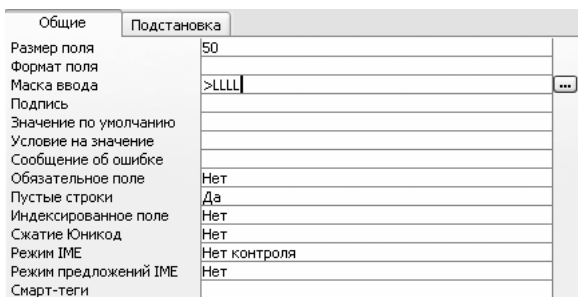 Общие Подстановка
Размер поля 50
Формат поля
Маска ввода >LLLL ...
Подпись
Значение по умолчанию
Условие на значение
Сообщение об ошибке
Обязательное поле Нет
Пустые строки Да
Индексированное поле Нет
Сжатие Юникод Нет
Режим IME Нет контроля
Режим предложений IME Нет
Смарт-теги